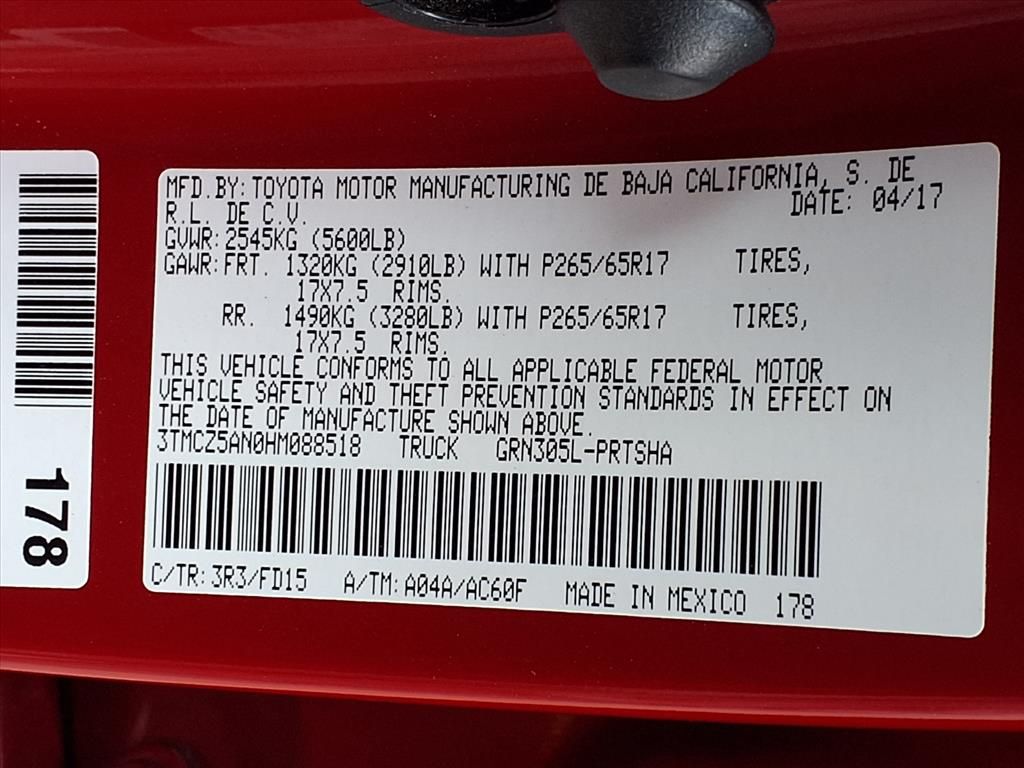 MFD.BY: TOYOTA MOTOR MANUFACTURING DE BAJA CALIFORNIA, S. DE
R.L. DE C.V. DATE: 04/17
GVWR: 2545KG (5600LB)
GAWR: FRT. 1320KG (2910LB) WITH P265/65R17 TIRES,
17X7.5 RIMS.
RR. 1490KG (3280LB) WITH P265/65R17 TIRES,
17X7.5 RIMS.
THIS VEHICLE CONFORMS TO ALL APPLICABLE FEDERAL MOTOR
VEHICLE SAFETY AND THEFT PREVENTION STANDARDS IN EFFECT ON
THE DATE OF MANUFACTURE SHOWN ABOVE.
3TMCZ5AN0HM088518 TRUCK GRN305L-PRTSHA
C/TR: 3R3/FD15 A/TM: A04A/AC60F MADE IN MEXICO 178
178